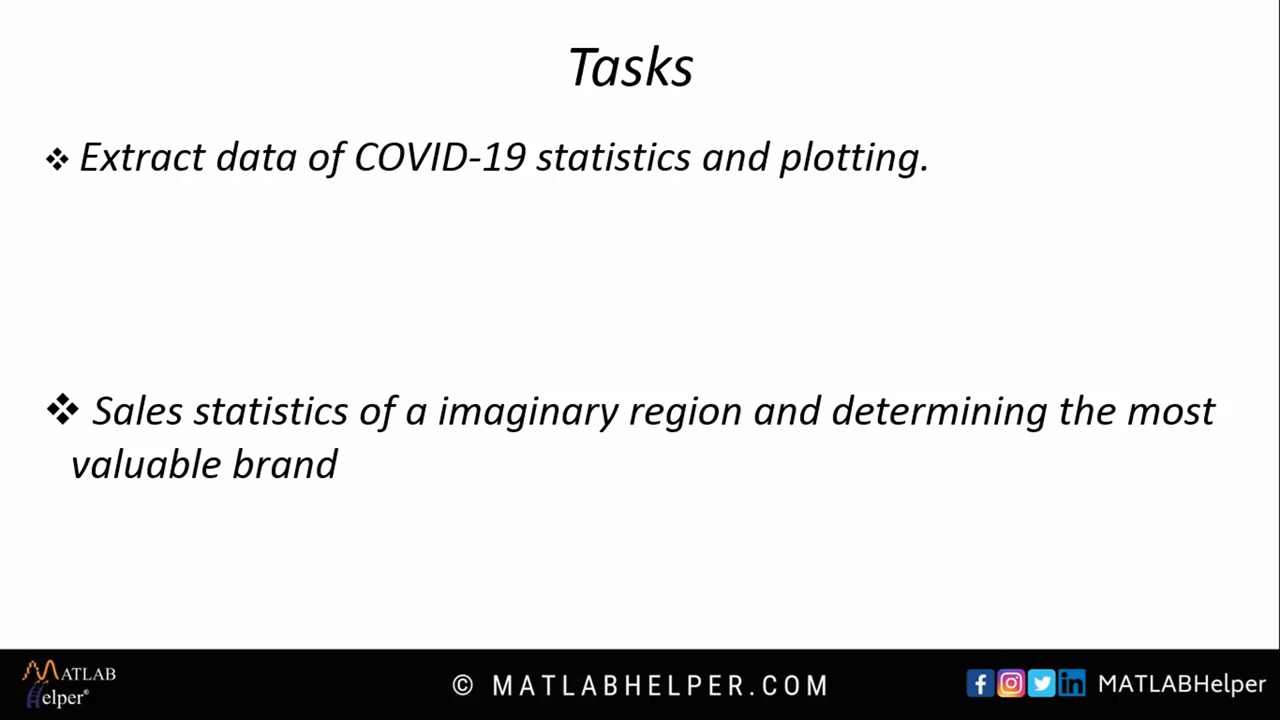 Tasks
❖ Extract data of COVID-19 statistics and plotting.
❖ Sales statistics of a imaginary region and determining the most
valuable brand
MATLAB
Helper®
© MATLABHELPER.COM
MATLABHelper